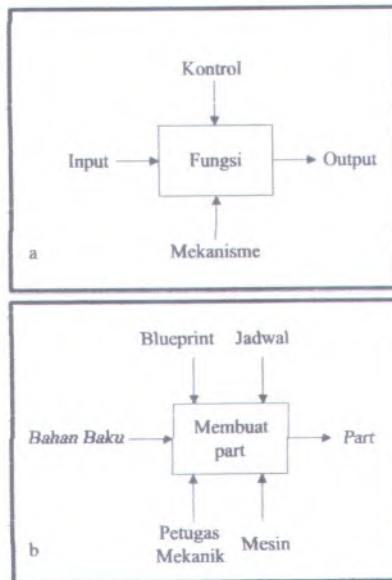 Kontrol
Input
Fungsi
Output
Mekanisme
a
Blueprint Jadwal
Bahan Baku
Membuat
part
Part
Petugas
Mekanik
Mesin
b